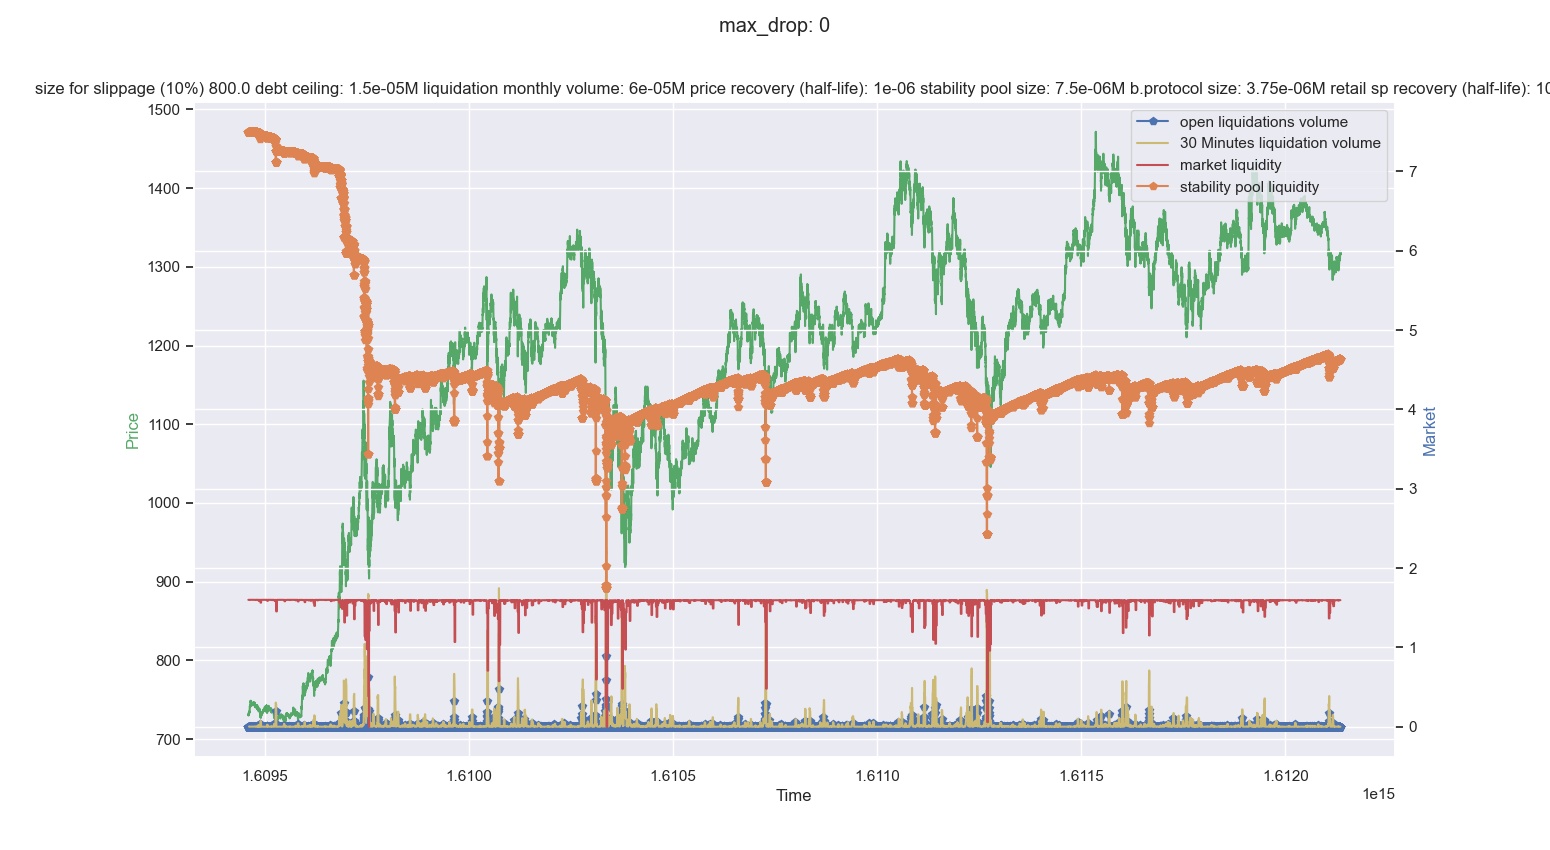 max_drop: 0
size for slippage (10%) 800.0 debt ceiling: 1.5e-05M liquidation monthly volume: 6e-05M price recovery (half-life): 1e-06 stability pool size: 7.5e-06M b.protocol size: 3.75e-06M retail sp recovery (half-life): 10
open liquidations volume
30 Minutes liquidation volume
market liquidity
stability pool liquidity
1500
1400
1300
1200
1100
1000
900
800
700
Price
7
6
5
4
3
2
1
0
Market
1.6095
1.6100
1.6105
1.6110
1.6115
1.6120
Time
1e15